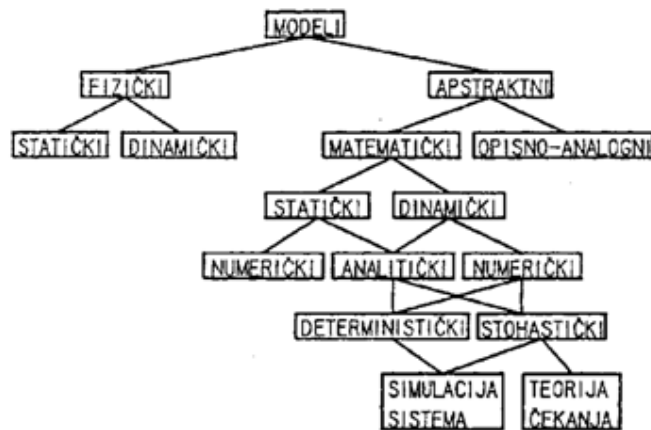 MODELI
FIZIČKI
APSTRAKTNI
STATIČKI
DINAMIČKI
MATEMATIČKI
OPISNO-ANALOGNI
STATIČKI
DINAMIČKI
NUMERIČKI
ANALITIČKI
NUMERIČKI
DETERMINISTIČKI
STOHASTIČKI
SIMULACIJA
SISTEMA
TEORIJA
ČEKANJA